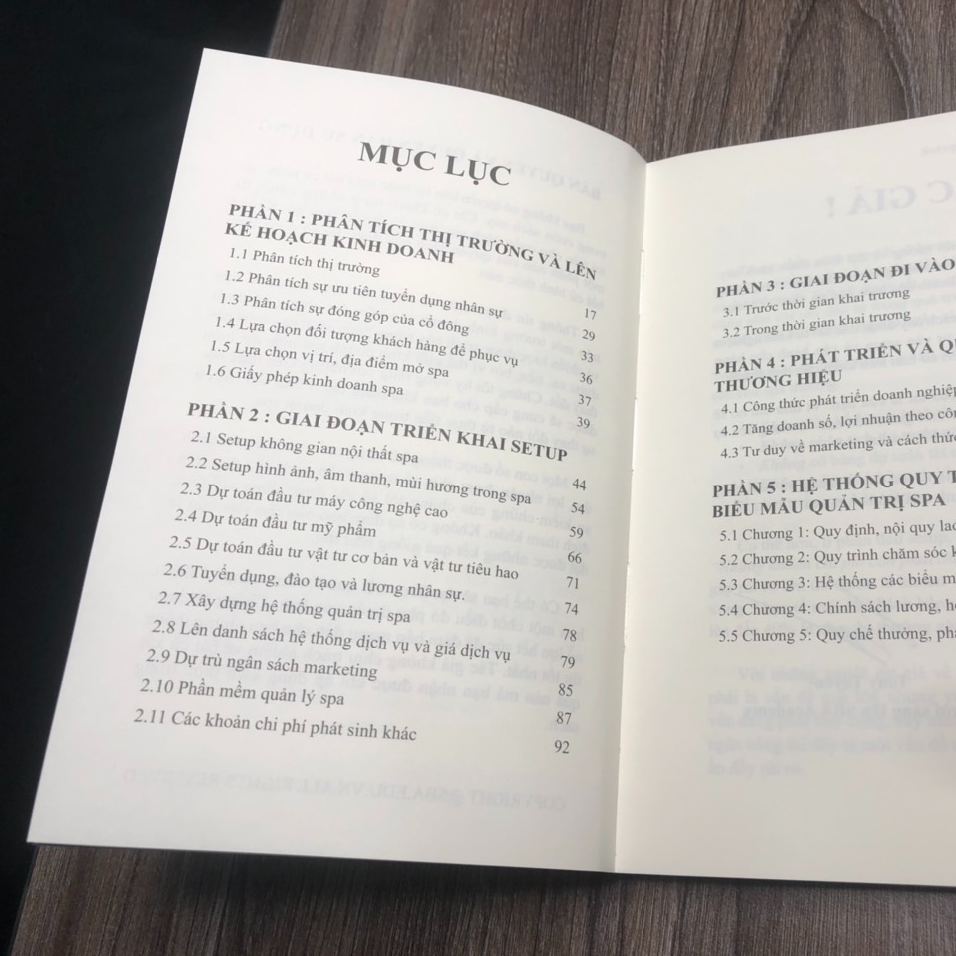 MỤC LỤC
PHẦN 1 : PHÂN TÍCH THỊ TRƯỜNG VÀ LÊN
KẾ HOẠCH KINH DOANH
1.1 Phân tích thị trường 17
1.2 Phân tích sự ưu tiên tuyển dụng nhân sự 29
1.3 Phân tích sự đóng góp của cổ đông 33
1.4 Lựa chọn đối tượng khách hàng để phục vụ 36
1.5 Lựa chọn vị trí, địa điểm mở spa 37
1.6 Giấy phép kinh doanh spa 39
PHẦN 2 : GIAI ĐOẠN TRIỂN KHAI SETUP
2.1 Setup không gian nội thất spa 44
2.2 Setup hình ảnh, âm thanh, mùi hương trong spa 54
2.3 Dự toán đầu tư máy công nghệ cao 59
2.4 Dự toán đầu tư mỹ phẩm 66
2.5 Dự toán đầu tư vật tư cơ bản và vật tư tiêu hao 71
2.6 Tuyển dụng, đào tạo và lương nhân sự. 74
2.7 Xây dựng hệ thống quản trị spa 78
2.8 Lên danh sách hệ thống dịch vụ và giá dịch vụ 79
2.9 Dự trù ngân sách marketing 85
2.10 Phần mềm quản lý spa 87
2.11 Các khoản chi phí phát sinh khác 92
PHẦN 3 : GIAI ĐOẠN ĐI VÀO
3.1 Trước thời gian khai trương
3.2 Trong thời gian khai trương
PHẦN 4 : PHÁT TRIỂN VÀ
THƯƠNG HIỆU
4.1 Công thức phát triển doanh nghiệp
4.2 Tăng doanh số, lợi nhuận theo
4.3 Tư duy về marketing và cách thức
PHẦN 5 : HỆ THỐNG QUY
BIỂU MẪU QUẢN TRỊ SPA
5.1 Chương 1: Quy định, nội quy
5.2 Chương 2: Quy trình chăm sóc
5.3 Chương 3: Hệ thống các biểu
5.4 Chương 4: Chính sách lương,
5.5 Chương 5: Quy chế thưởng,